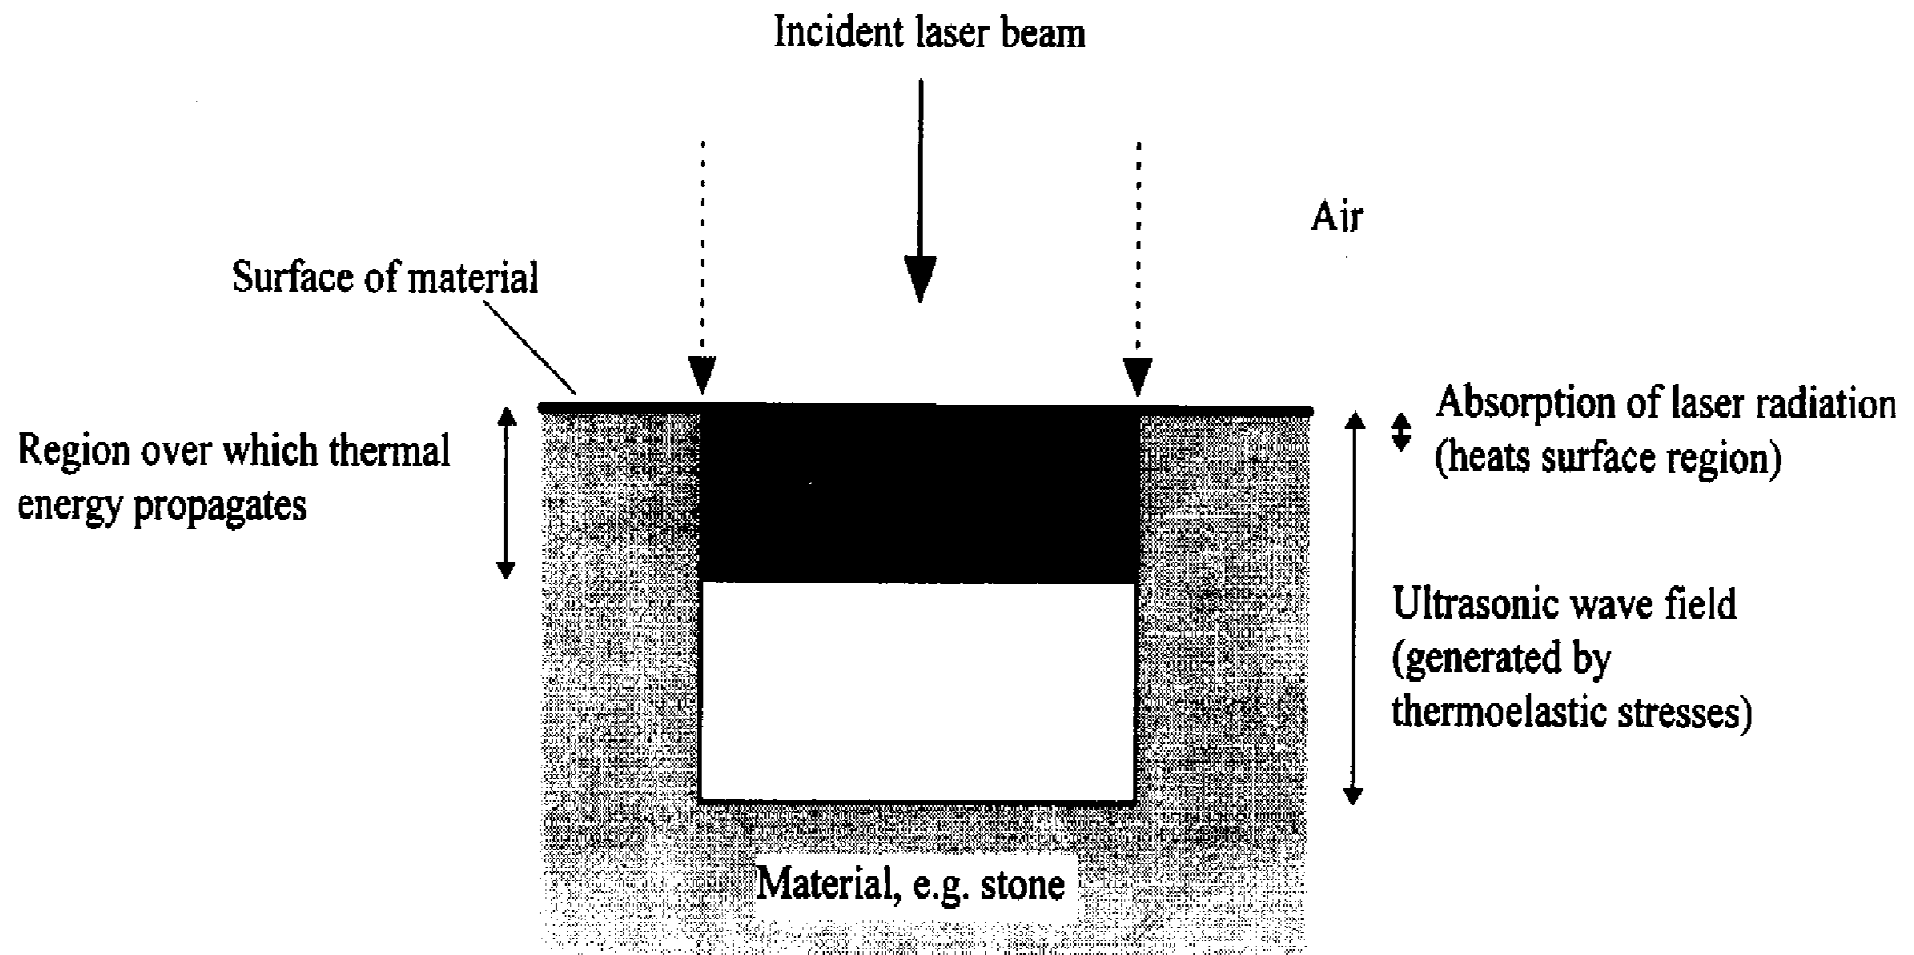 Incident laser beam
Air
Surface of material
Absorption of laser radiation
(heats surface region)
Region over which thermal
energy propagates
Ultrasonic wave field
(generated by
thermoelastic stresses)
Material, e.g. stone